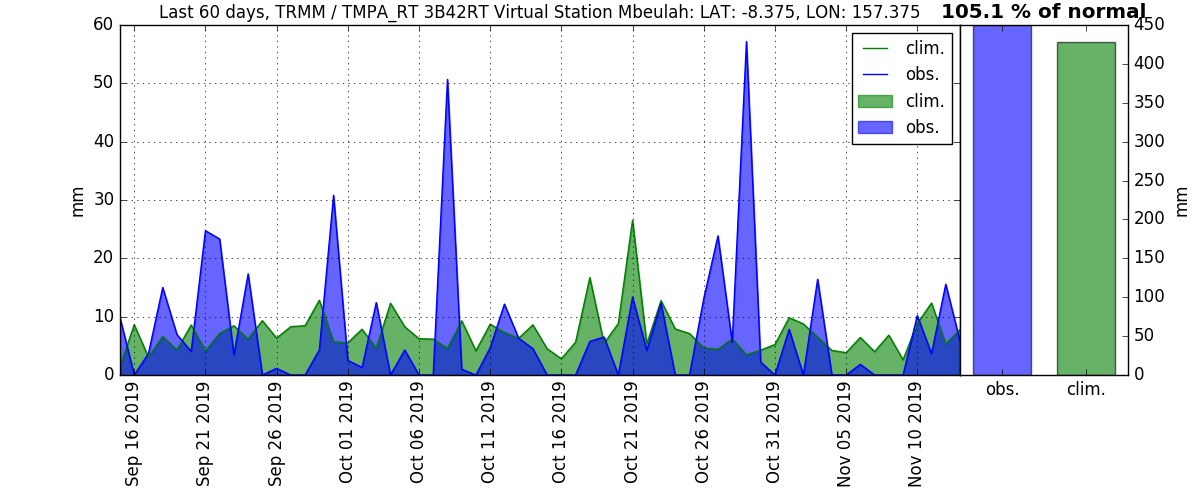 Last 60 days, TRMM / TMPA_RT 3B42RT Virtual Station Mbeulah: LAT: -8.375, LON: 157.375
105.1 % of normal
60
50
40
30
20
10
0
mm
clim.
obs.
clim.
obs.
450
400
350
300
250
200
150
100
50
0
mm
obs.
clim.
Sep 16 2019
Sep 21 2019
Sep 26 2019
Oct 01 2019
Oct 06 2019
Oct 11 2019
Oct 16 2019
Oct 21 2019
Oct 26 2019
Oct 31 2019
Nov 05 2019
Nov 10 2019